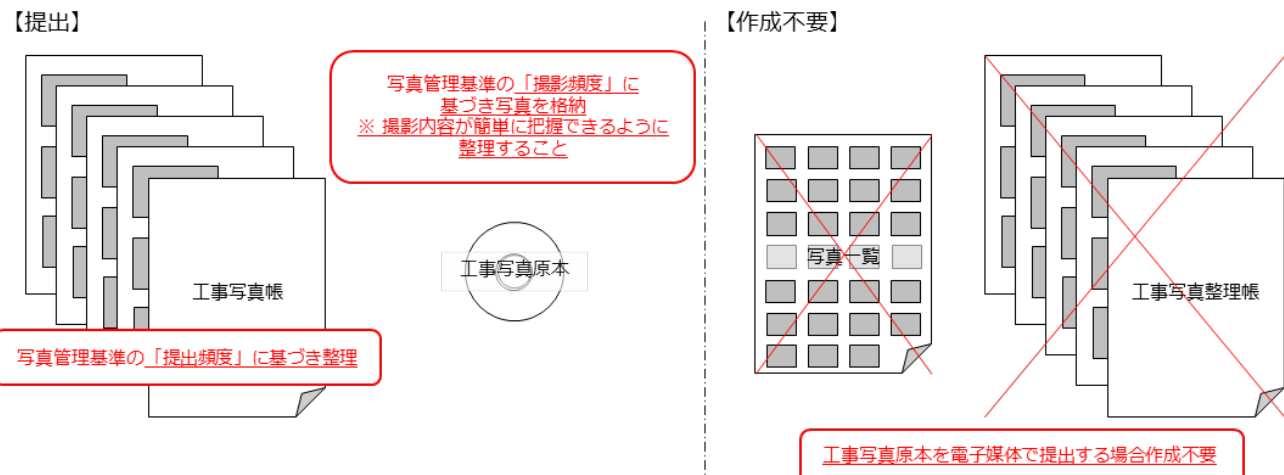 【提出】
写真管理基準の「撮影頻度」に
基づき写真を格納
※ 撮影内容が簡単に把握できるように
整理すること
工事写真原本
工事写真帳
写真管理基準の「提出頻度」に基づき整理
【作成不要】
写真一覧
工事写真整理帳
工事写真原本を電子媒体で提出する場合作成不要